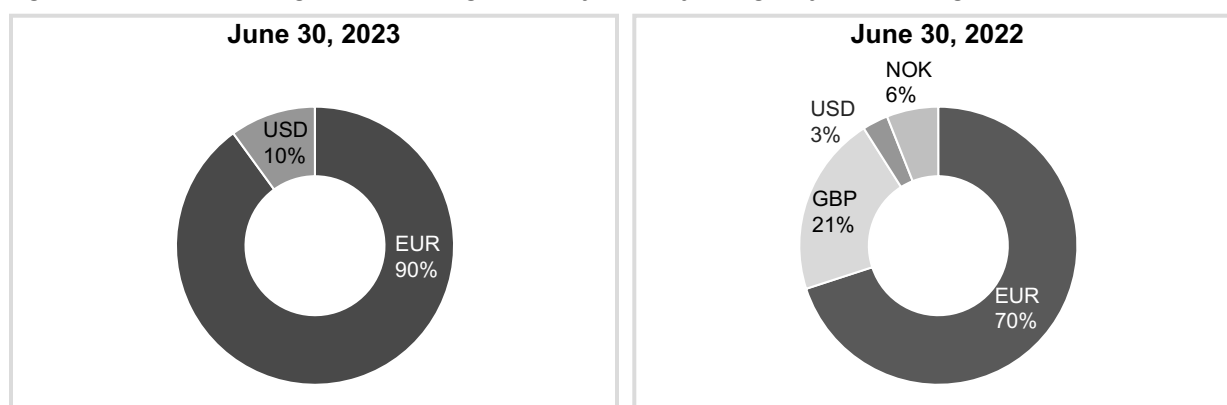 June 30, 2023
USD
10%
EUR
90%
June 30, 2022
NOK
6%
USD
3%
GBP
21%
EUR
70%